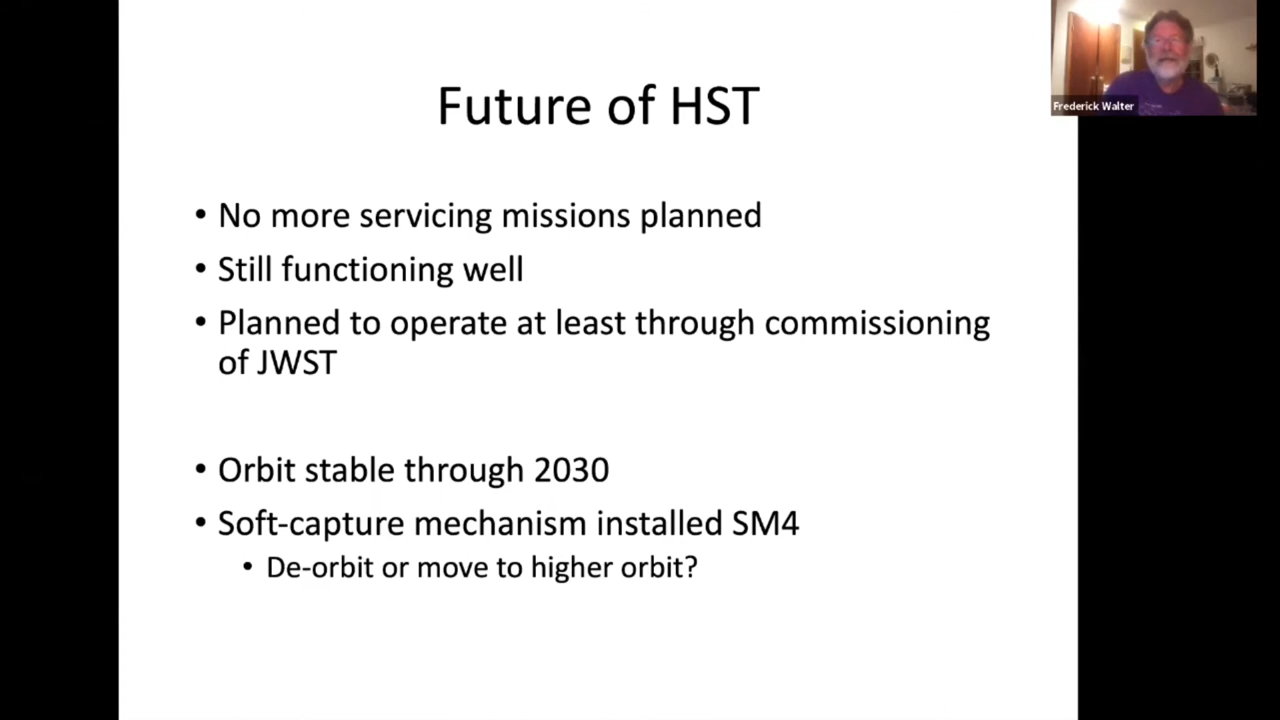 Future of HST
• No more servicing missions planned
• Still functioning well
• Planned to operate at least through commissioning
of JWST
• Orbit stable through 2030
• Soft-capture mechanism installed SM4
• De-orbit or move to higher orbit?
Frederick Walter